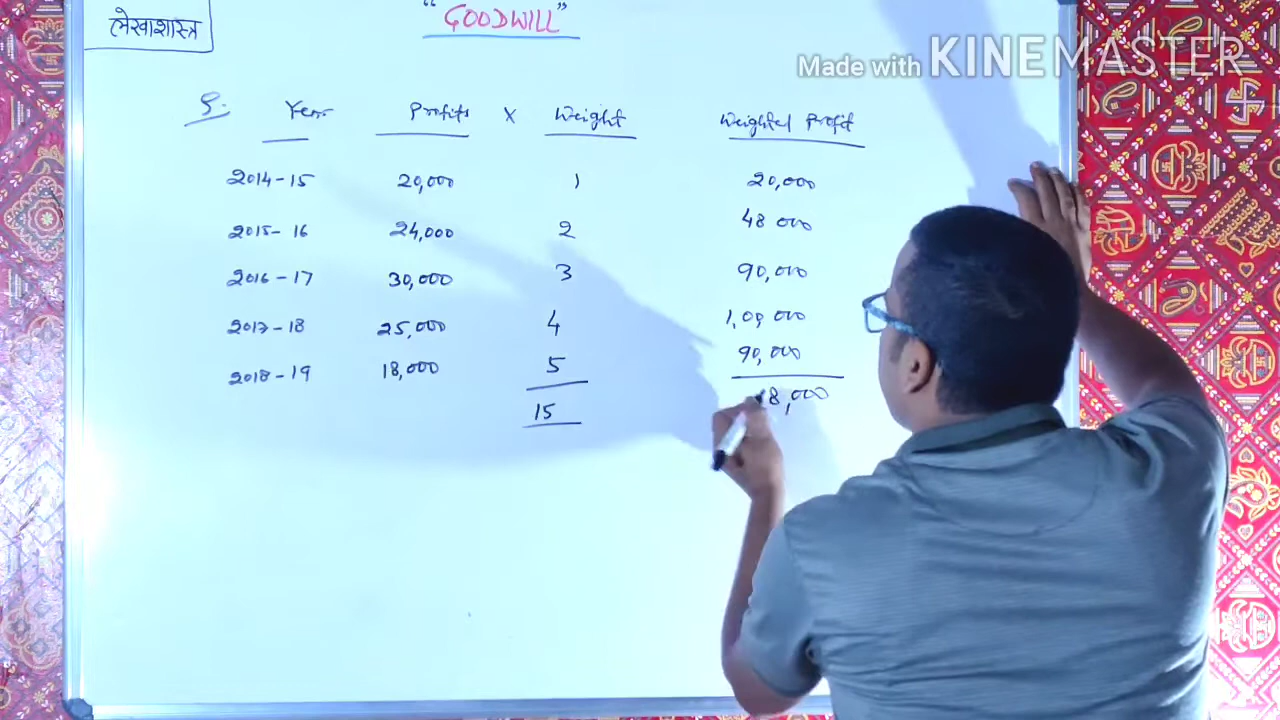 लेखाशास्त्र
"GOODWILL"
Made with KINEMASTER
Q. Year Profits X Weight Weighted Profit
2014-15 20,000 1 20,000
2015-16 24,000 2 48000
2016-17 30,000 3 90,000
2017-18 25,000 4 1,00,000
2018-19 18,000 5 90,000
15 8,000